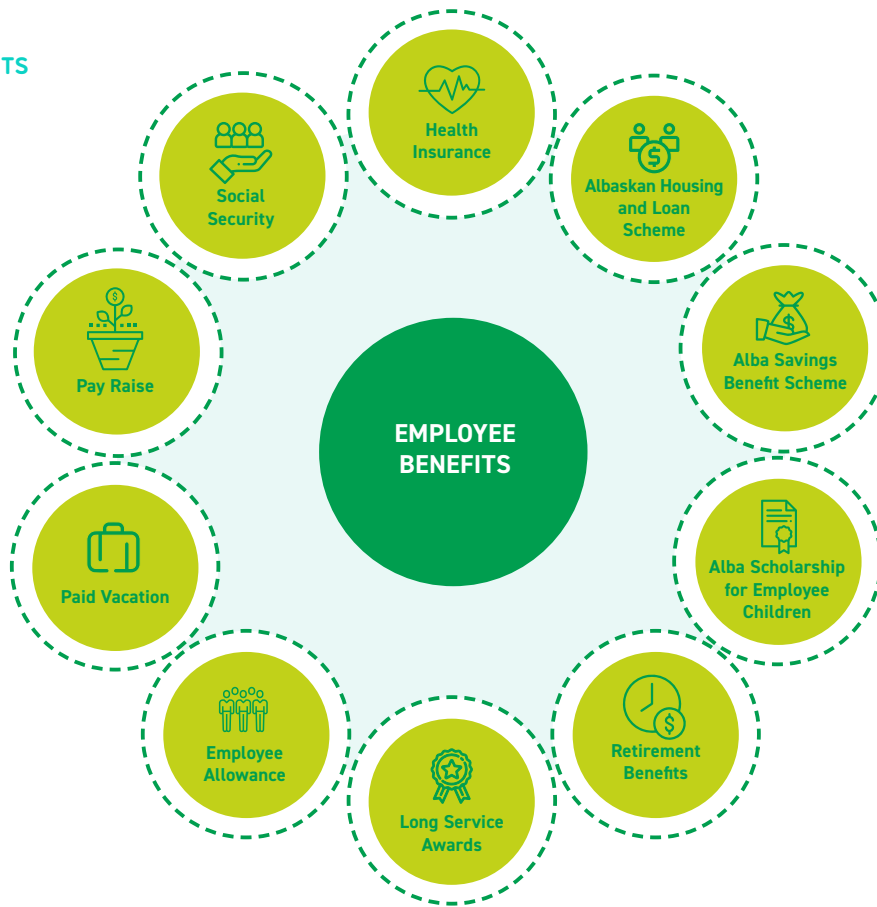 TS
Health
Insurance
Albaskan Housing
and Loan
Scheme
Alba Savings
Benefit Scheme
Alba Scholarship
for Employee
Children
Retirement
Benefits
Long Service
Awards
Employee
Allowance
Paid Vacation
Pay Raise
Social
Security
EMPLOYEE
BENEFITS